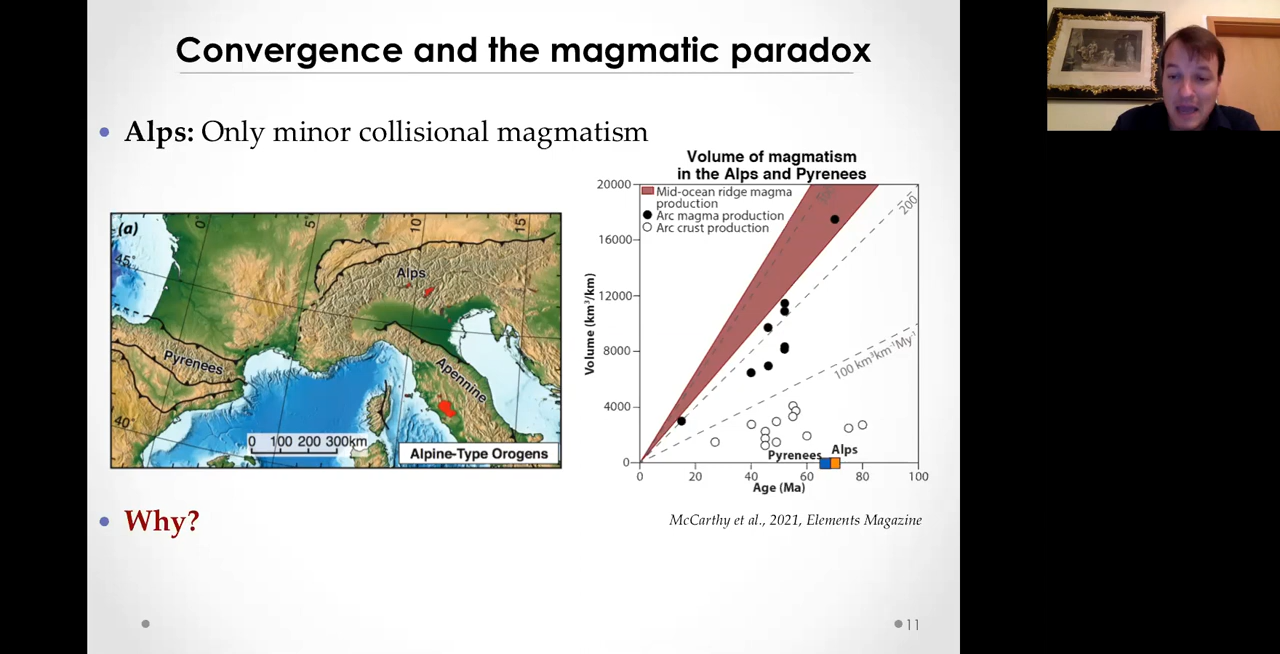 Convergence and the magmatic paradox
• Alps: Only minor collisional magmatism
(a)
0°
5°
10°
15°
45°
40°
Alps
Pyrenees
Apennine
0 100 200 300km
Alpine-Type Orogens
Volume of magmatism
in the Alps and Pyrenees
Mid-ocean ridge magma
production
Arc magma production
Arc crust production
200
100 km³km⁻¹My⁻¹
Volume (km³/km)
20000
16000
12000
8000
4000
0
Pyrenees
Alps
0 20 40 60 80 100
Age (Ma)
McCarthy et al., 2021, Elements Magazine
• Why?
11